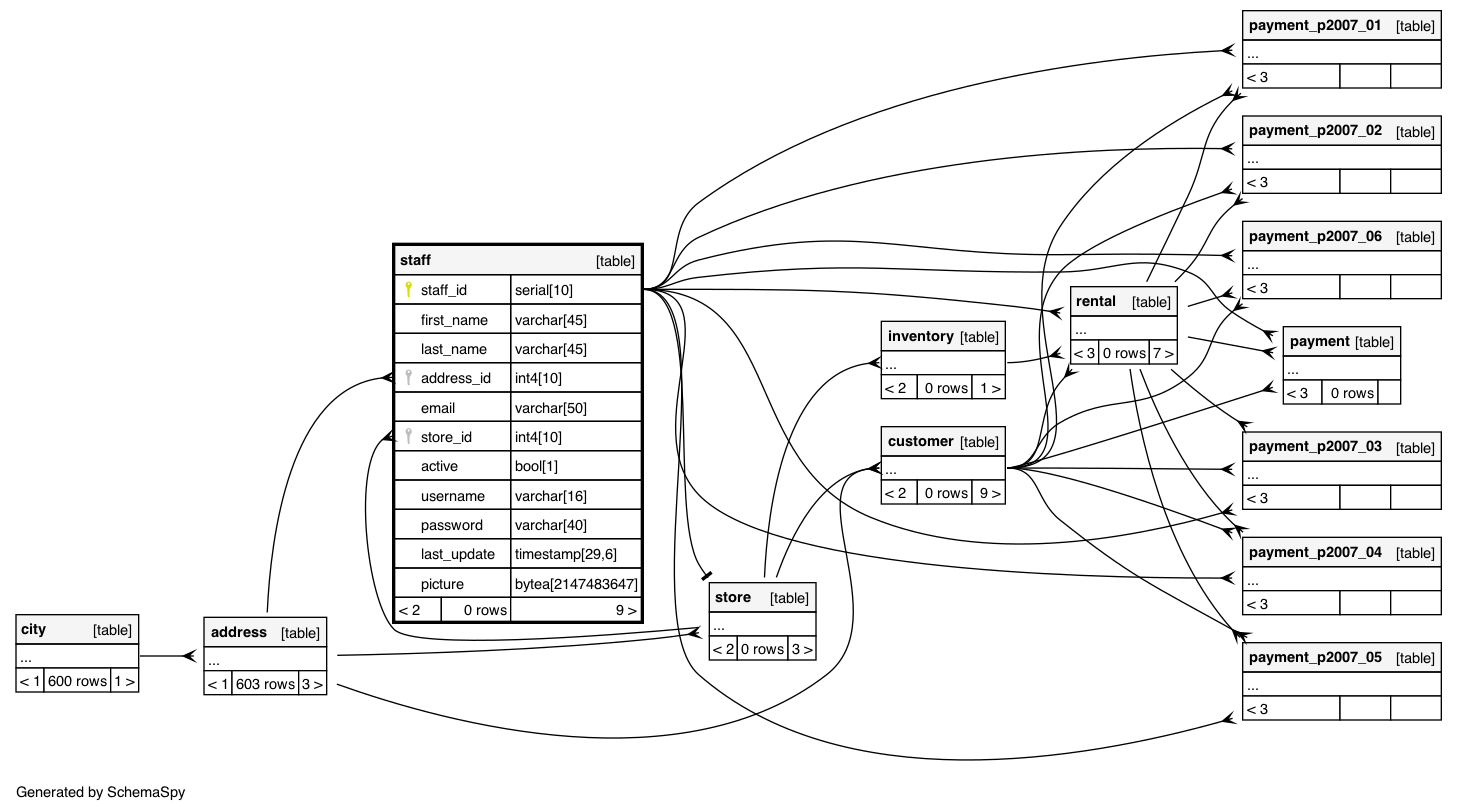 payment_p2007_01 [table]
...
< 3
payment_p2007_02 [table]
...
< 3
payment_p2007_06 [table]
...
< 3
staff [table]
staff_id serial[10]
first_name varchar[45]
last_name varchar[45]
address_id int4[10]
email varchar[50]
store_id int4[10]
active bool[1]
username varchar[16]
password varchar[40]
last_update timestamp[29,6]
picture bytea[2147483647]
< 2 0 rows 9 >
rental [table]
...
< 3 0 rows 7 >
inventory [table]
...
< 2 0 rows 1 >
payment [table]
...
< 3 0 rows
customer [table]
...
< 2 0 rows 9 >
payment_p2007_03 [table]
...
< 3
payment_p2007_04 [table]
...
< 3
store [table]
...
< 2 0 rows 3 >
city [table]
...
< 1 600 rows 1 >
address [table]
...
< 1 603 rows 3 >
payment_p2007_05 [table]
...
< 3
Generated by SchemaSpy